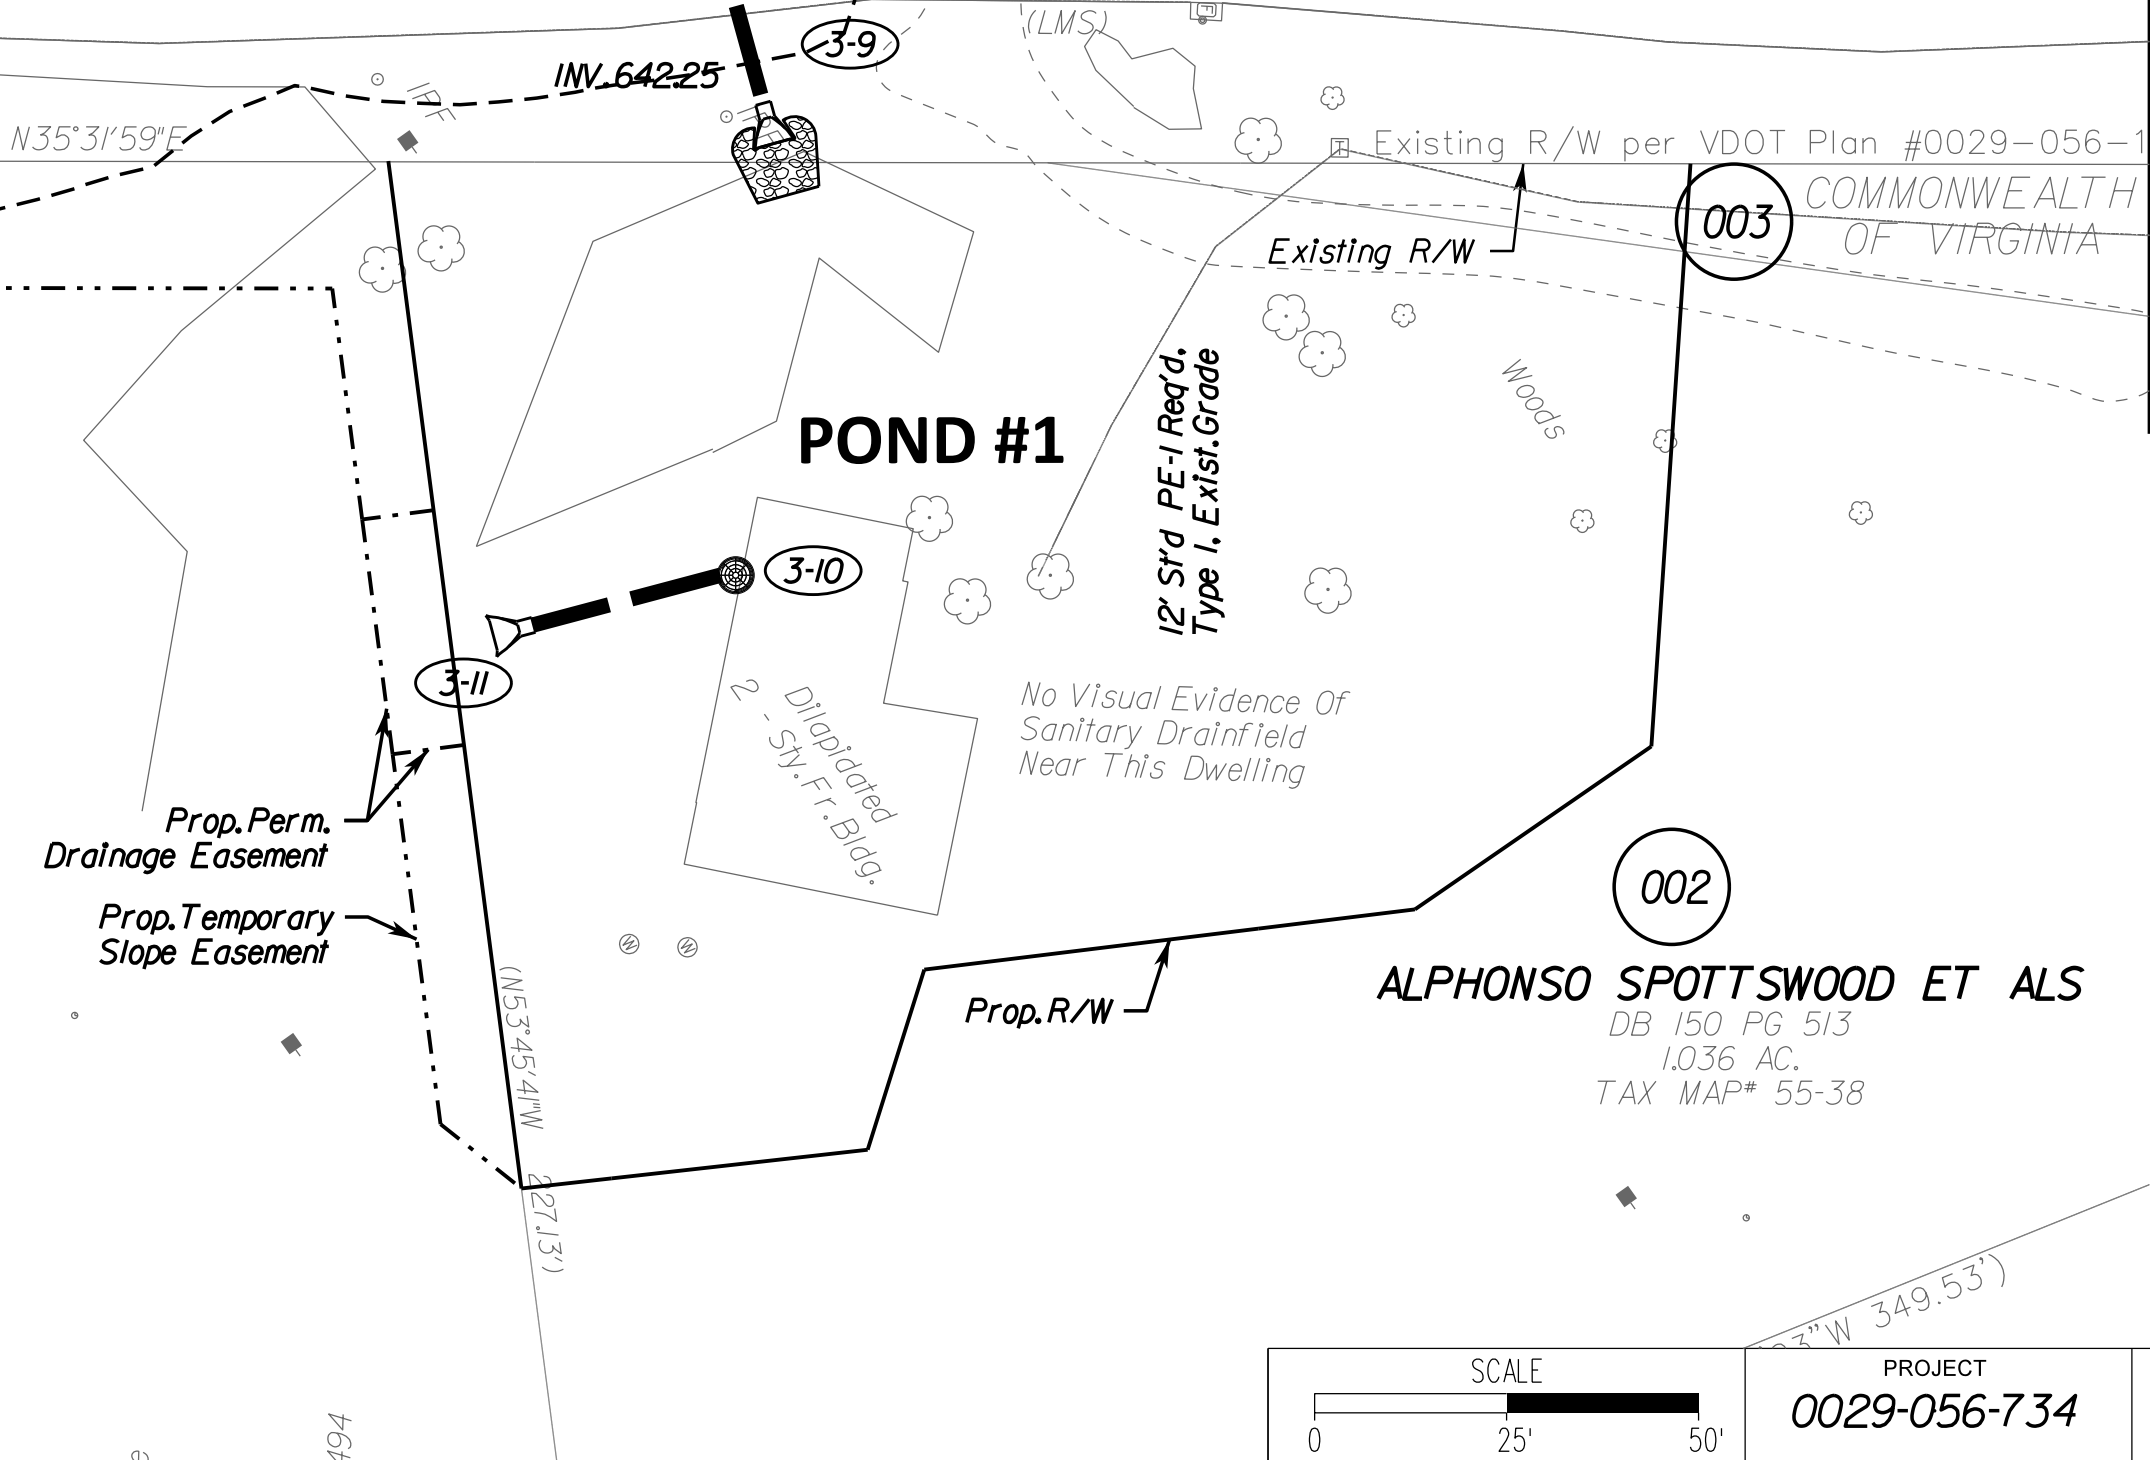 (LMS)
3-9
INV. 642.25
IPF
IPF
N35°31'59"E
Existing R/W per VDOT Plan #0029-056-1
COMMONWEALTH
OF VIRGINIA
003
Existing R/W
12' St'd PE-1 Req'd.
Type I, Exist. Grade
Woods
POND #1
3-10
3-11
No Visual Evidence Of
Sanitary Drainfield
Near This Dwelling
Dilapidated
2 - Sty. Fr. Bldg.
Prop. Perm.
Drainage Easement
Prop. Temporary
Slope Easement
W
W
002
ALPHONSO SPOTTSWOOD ET ALS
DB 150 PG 513
1.036 AC.
TAX MAP# 55-38
Prop. R/W
(N53°45'41"W
227.13')
3"W 349.53')
494
SCALE
0 25' 50'
PROJECT
0029-056-734